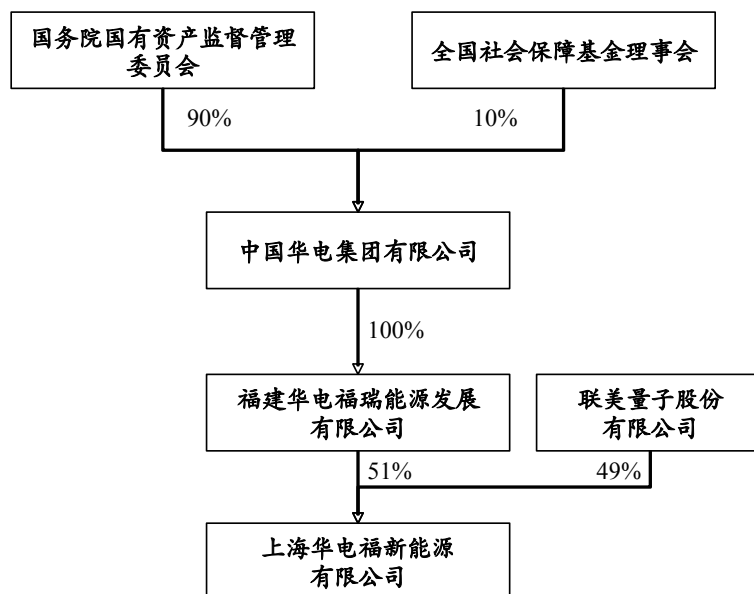 国务院国有资产监督管理
委员会
全国社会保障基金理事会
90%
10%
中国华电集团有限公司
100%
福建华电福瑞能源发展
有限公司
联美量子股份
有限公司
51%
49%
上海华电福新能源
有限公司